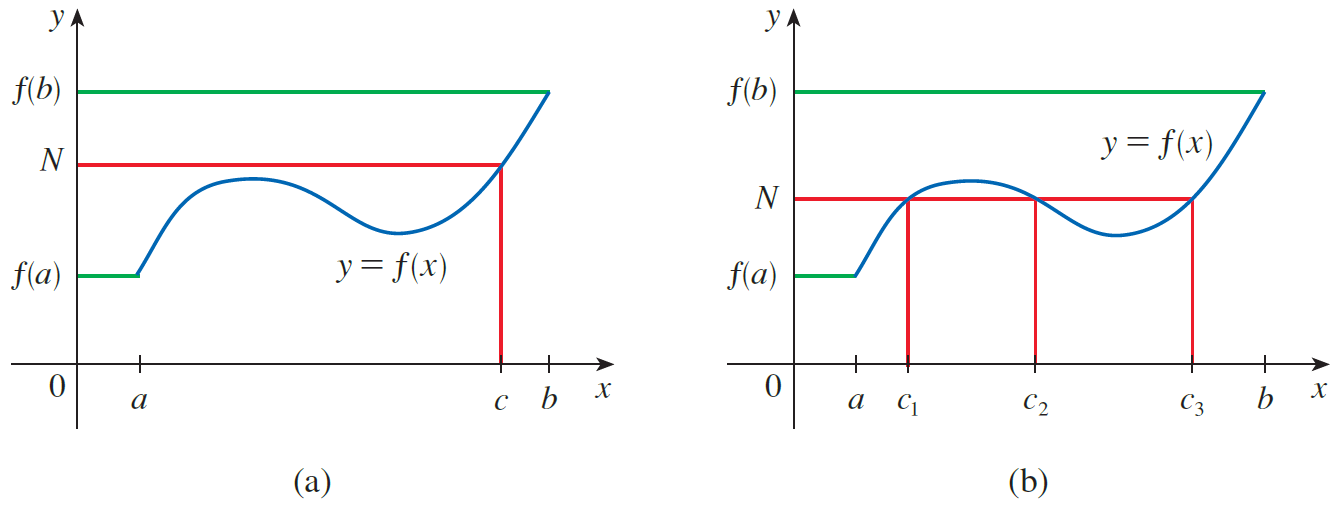 y
f(b)
N
f(a)
y = f(x)
0
a
c
b
x
(a)
y
f(b)
y = f(x)
N
f(a)
0
a
c₁
c₂
c₃
b
x
(b)